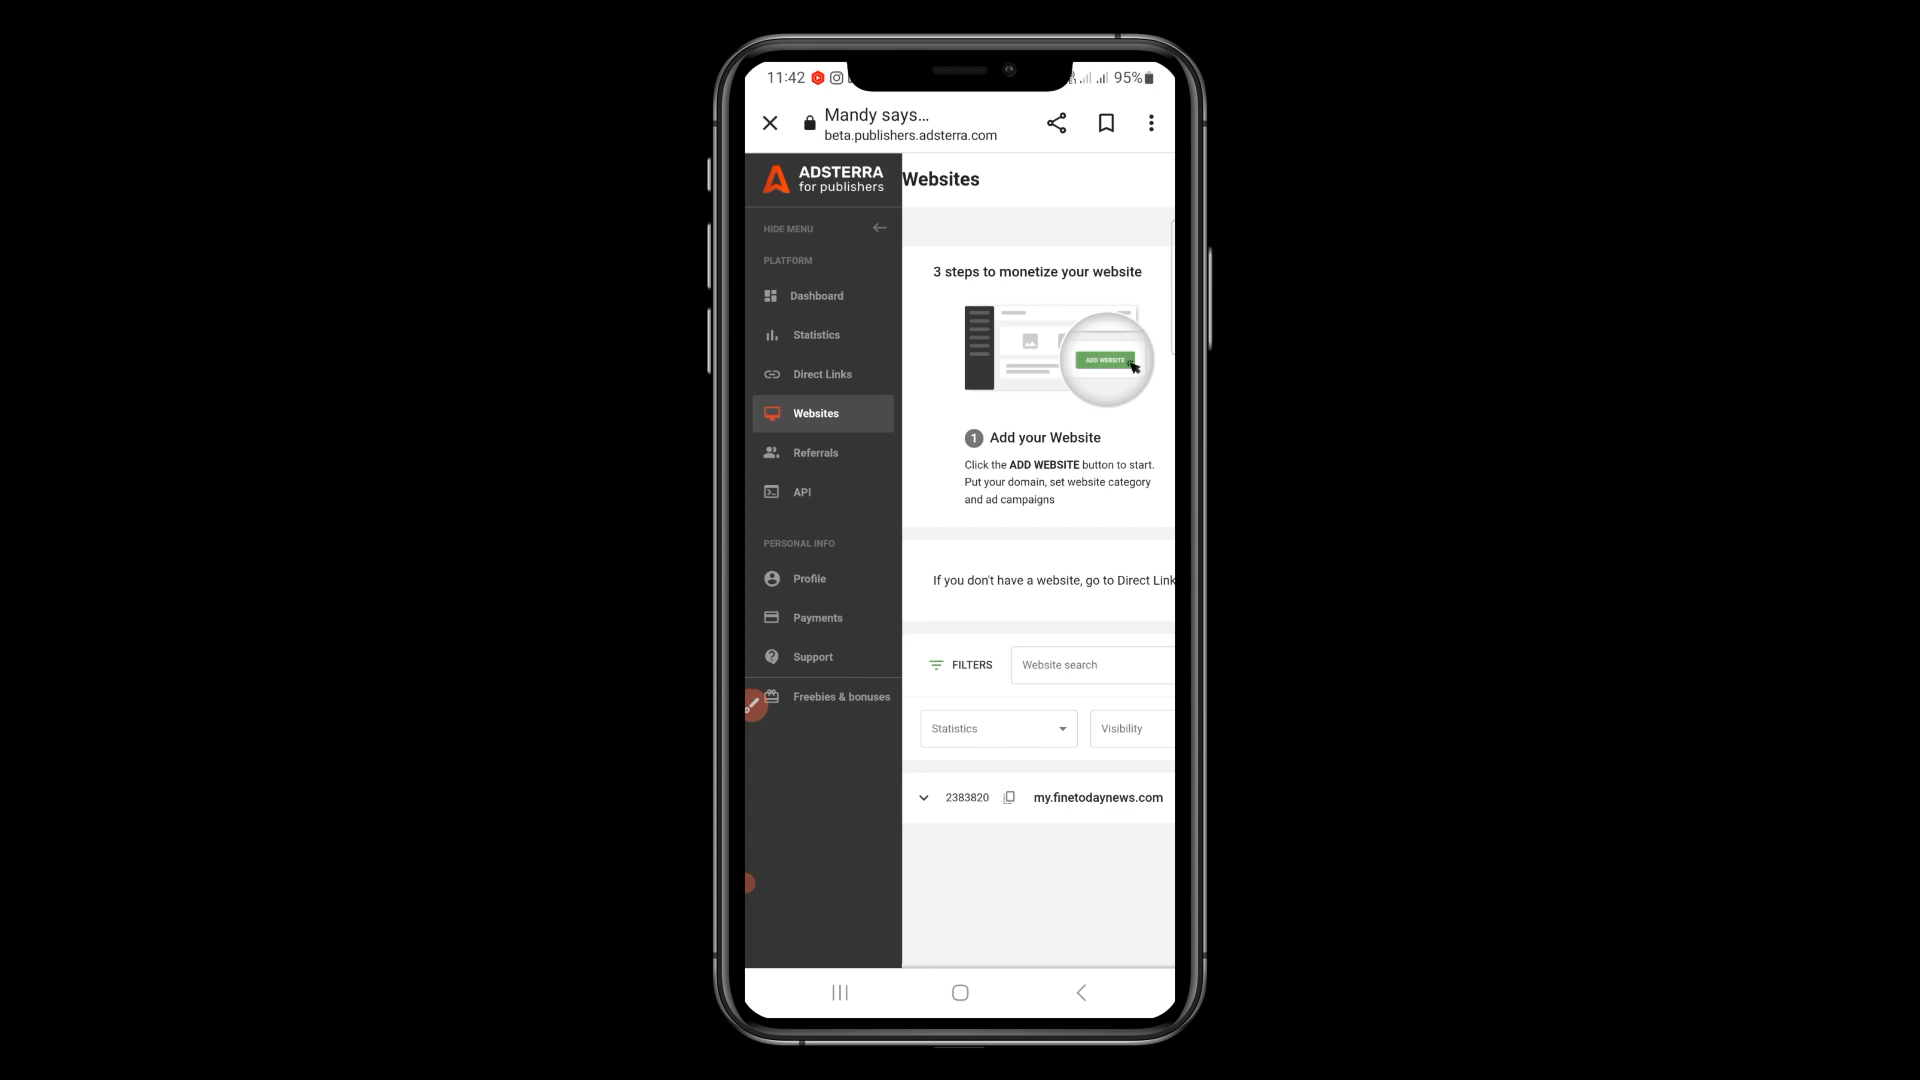 11:42
95%
Mandy says...
beta.publishers.adsterra.com
ADSTERRA
for publishers
HIDE MENU
PLATFORM
Dashboard
Statistics
Direct Links
Websites
Referrals
API
PERSONAL INFO
Profile
Payments
Support
Freebies & bonuses
Websites
3 steps to monetize your website
ADD WEBSITE
1 Add your Website
Click the ADD WEBSITE button to start.
Put your domain, set website category
and ad campaigns
If you don't have a website, go to Direct Link
FILTERS
Website search
Statistics
Visibility
2383820
my.finetodaynews.com